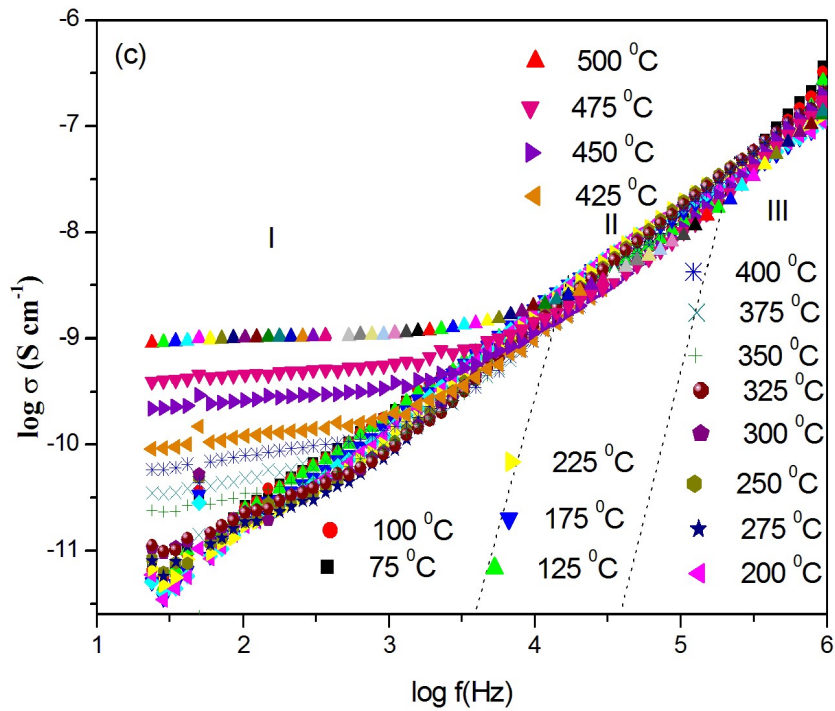 (c)
500 ⁰C
475 ⁰C
450 ⁰C
425 ⁰C
I
II
III
400 ⁰C
375 ⁰C
350 ⁰C
325 ⁰C
300 ⁰C
250 ⁰C
275 ⁰C
200 ⁰C
225 ⁰C
175 ⁰C
125 ⁰C
100 ⁰C
75 ⁰C
-6
-7
-8
-9
-10
-11
log σ (S cm⁻¹)
1 2 3 4 5 6
log f(Hz)